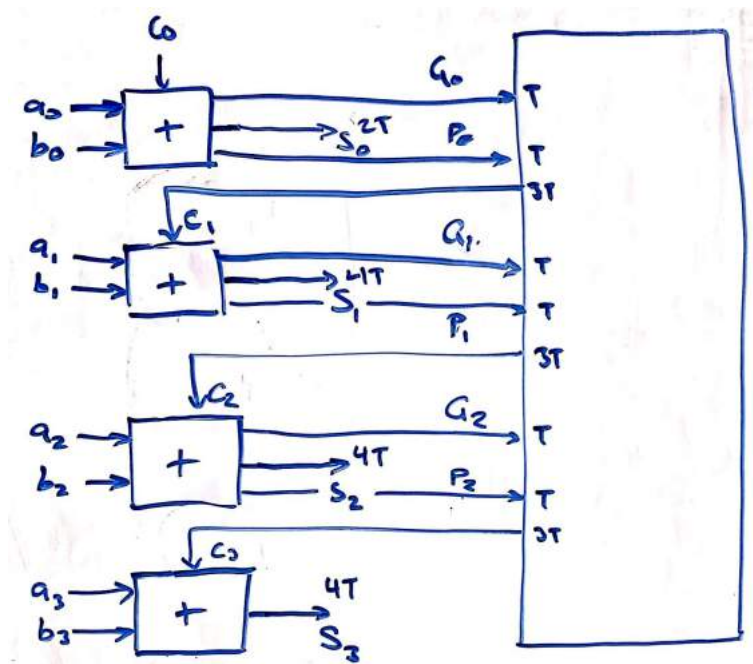 C₀
a₀ + G₀ T
b₀ S₀ 2T P₀ T
3T
C₁
a₁ + G₁. T
b₁ 4T
S₁ P₁ T
3T
C₂
a₂ + G₂ T
b₂ 4T
S₂ P₂ T
3T
C₃
a₃ + 4T
b₃ S₃